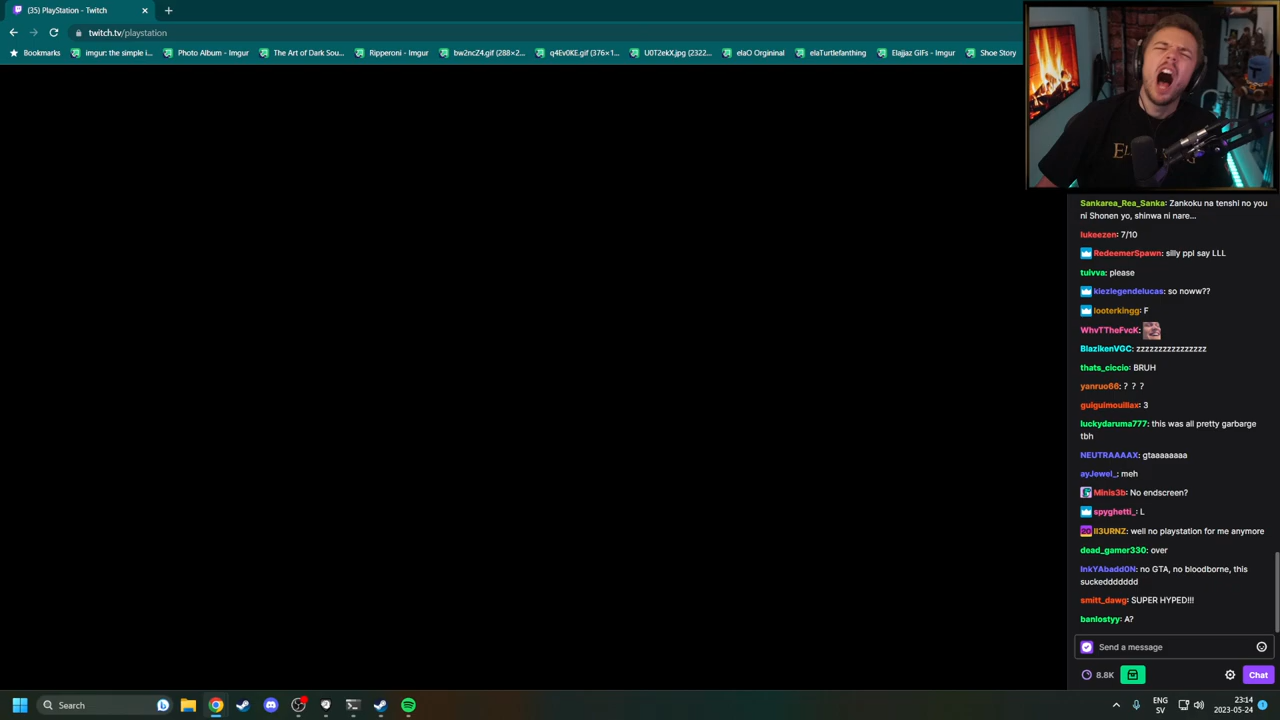 (35) PlayStation - Twitch
twitch.tv/playstation
Bookmarks
imgur: the simple i...
Photo Album - Imgur
The Art of Dark Sou...
Ripperoni - Imgur
bw2ncZ4.gif (288×2...
q4Ev0KE.gif (376×1...
U0T2ekX.jpg (2322...
elaO Orgininal
elaTurtlefanthing
Elajjaz GIFs - Imgur
Shoe Story
Sankarea_Rea_Sanka: Zankoku na tenshi no you
ni Shonen yo, shinwa ni nare...
lukeezen: 7/10
RedeemerSpawn: silly ppl say LLL
tulvva: please
kiezlegendelucas: so noww??
looterkingg: F
WhvTTheFvcK:
BlazikenVGC: zzzzzzzzzzzzzzzz
thats_ciccio: BRUH
yanruo66: ? ? ?
guiguimouillax: 3
luckydaruma777: this was all pretty garbarge
tbh
NEUTRAAAAX: gtaaaaaaaa
ayJewel_: meh
Minis3b: No endscreen?
spyghetti_: L
II3URNZ: well no playstation for me anymore
dead_gamer330: over
InkYAbadd0N: no GTA, no bloodborne, this
suckeddddddd
smitt_dawg: SUPER HYPED!!!
banlostyy: A?
Send a message
8.8K
Chat
Search
ENG
SV
23:14
2023-05-24